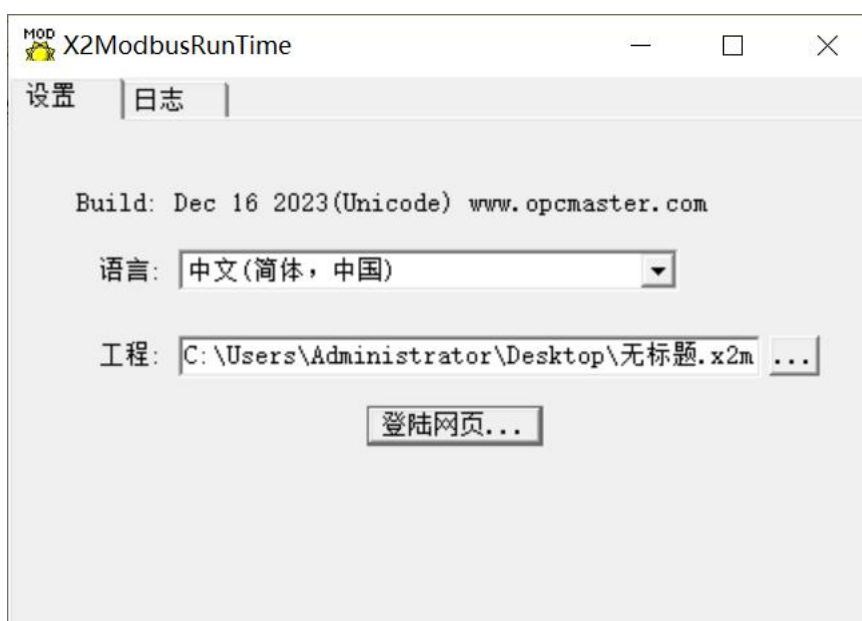 MOD
X2ModbusRunTime
设置 日志
Build: Dec 16 2023(Unicode) www.opcmaster.com
语言: 中文(简体，中国)
工程: C:\Users\Administrator\Desktop\无标题.x2m ...
登陆网页...